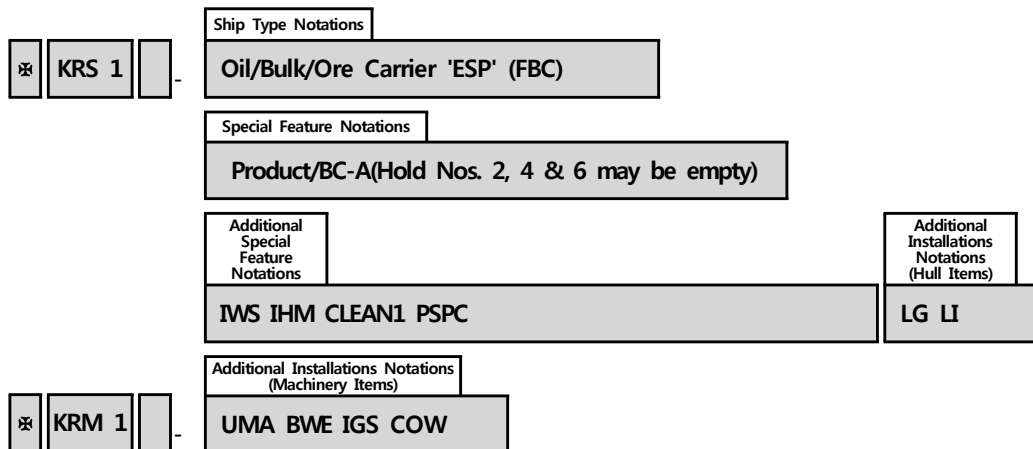 Ship Type Notations
✠ KRS 1 - Oil/Bulk/Ore Carrier 'ESP' (FBC)
Special Feature Notations
Product/BC-A(Hold Nos. 2, 4 & 6 may be empty)
Additional
Special
Feature
Notations
Additional
Installations
Notations
(Hull Items)
IWS IHM CLEAN1 PSPC
LG LI
Additional Installations Notations
(Machinery Items)
✠ KRM 1 - UMA BWE IGS COW